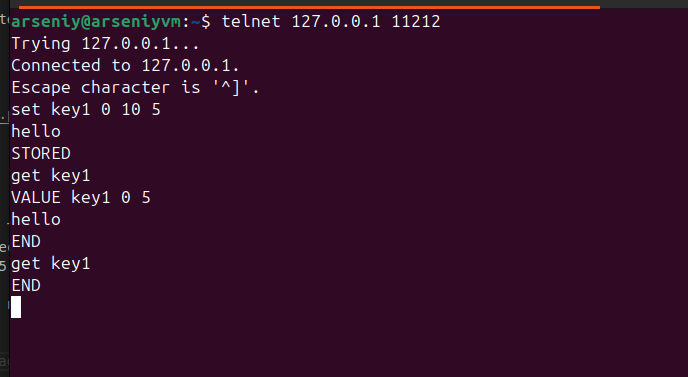 arseniy@arseniyvm:~$ telnet 127.0.0.1 11212
Trying 127.0.0.1...
Connected to 127.0.0.1.
Escape character is '^]'.
set key1 0 10 5
hello
STORED
get key1
VALUE key1 0 5
hello
END
get key1
END